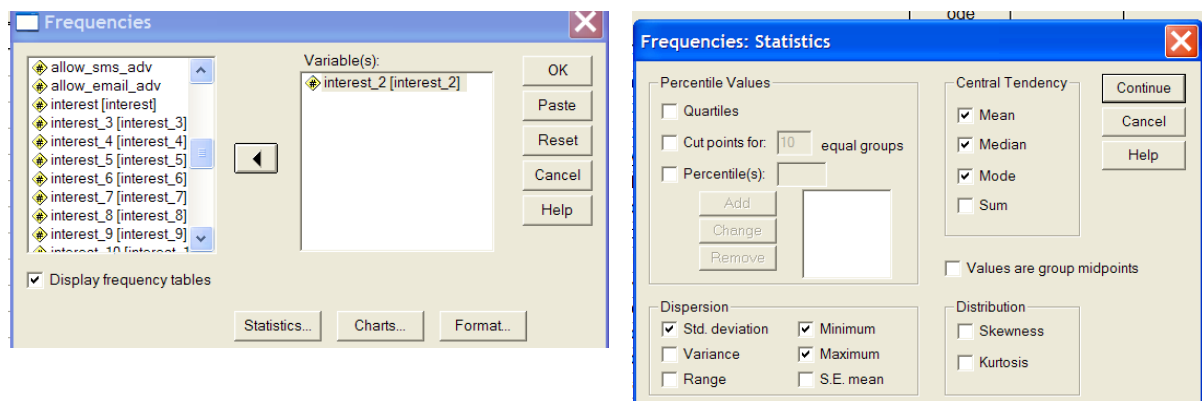 Frequencies
allow_sms_adv
allow_email_adv
interest [interest]
interest_3 [interest_3]
interest_4 [interest_4]
interest_5 [interest_5]
interest_6 [interest_6]
interest_7 [interest_7]
interest_8 [interest_8]
interest_9 [interest_9]
Variable(s):
interest_2 [interest_2]
OK
Paste
Reset
Cancel
Help
Display frequency tables
Statistics...
Charts...
Format...
ode
Frequencies: Statistics
Percentile Values
Quartiles
Cut points for: 10 equal groups
Percentile(s):
Add
Change
Remove
Central Tendency
Mean
Median
Mode
Sum
Continue
Cancel
Help
Values are group midpoints
Dispersion
Std. deviation
Minimum
Variance
Maximum
Range
S.E. mean
Distribution
Skewness
Kurtosis